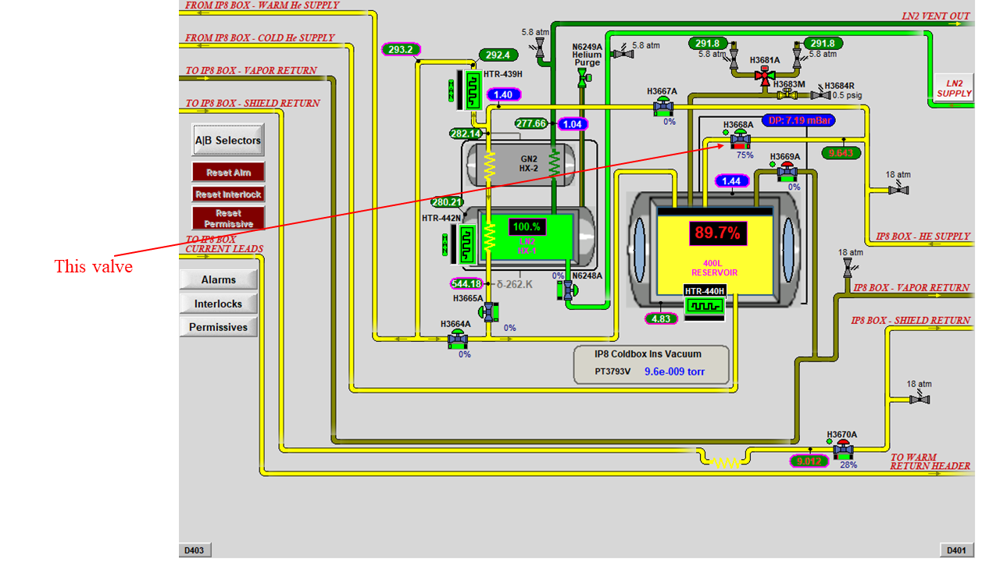 FROM IP8 BOX - WARM He SUPPLY
LN2 VENT OUT
FROM IP8 BOX - COLD He SUPPLY
5.8 atm
N6249A
Helium
Purge
5.8 atm
291.8
5.8 atm
291.8
5.8 atm
293.2
292.4
H3681A
TO IP8 BOX - VAPOR RETURN
HTR-439H
MAN
H3683M
H3684R
0.5 psig
LN2
SUPPLY
1.40
H3667A
0%
TO IP8 BOX - SHIELD RETURN
277.66
1.04
DP: 7.19 mBar
282.14
H3668A
75%
9.643
A|B Selectors
GN2
HX-2
H3669A
0%
Reset Alm
1.44
18 atm
Reset Interlock
280.21
HTR-442N
MAN
Reset
Permissive
100.%
LN2
HX-1
89.7%
TO IP8 BOX
CURRENT LEADS
IP8 BOX - HE SUPPLY
This valve
400L
RESERVOIR
18 atm
Alarms
0%
N6248A
544.18
δ-262.K
HTR-440H
IP8 BOX - VAPOR RETURN
Interlocks
H3665A
0%
4.83
Permissives
H3664A
0%
IP8 BOX - SHIELD RETURN
IP8 Coldbox Ins Vacuum
PT3793V
9.6e-009 torr
18 atm
H3670A
28%
9.012
TO WARM
RETURN HEADER
D403
D401